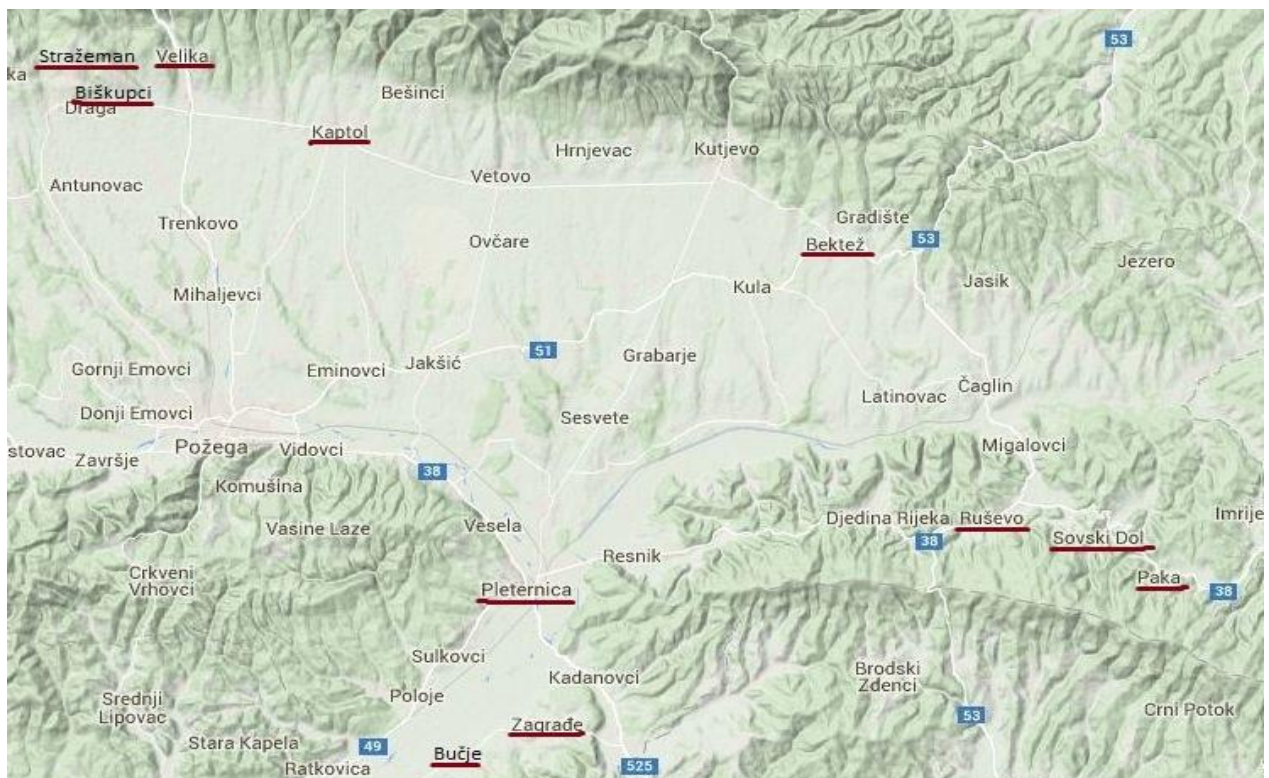 53
Stražeman
Velika
ka
Biškupci
Draga
Bešinci
Kaptol
Hrnjevac
Kutjevo
Vetovo
Antunovac
Trenkovo
Gradište
Ovčare
Bektež
53
Jezero
Jasik
Kula
Mihaljevci
51
Grabarje
Jakšić
Eminovci
Gornji Emovci
Čaglin
Latinovac
Donji Emovci
Sesvete
Požega
Vidovci
Migalovci
stovac
Završje
38
Komušina
Vasine Laze
Vesela
Djedina Rijeka
Ruševo
Imrije
38
Sovski Dol
Resnik
Crkveni
Vrhovci
Paka
38
Pleternica
Sulkovci
Kadanovci
Brodski
Zdenci
Poloje
Srednji
Lipovac
Crni Potok
53
Zagrađe
Stara Kapela
49
Bučje
Ratkovica
525